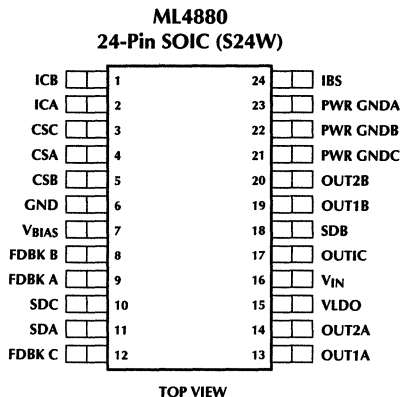 ML4880
24-Pin SOIC (S24W)
ICB 1 24 IBS
ICA 2 23 PWR GNDA
CSC 3 22 PWR GNDB
CSA 4 21 PWR GNDC
CSB 5 20 OUT2B
GND 6 19 OUT1B
VBIAS 7 18 SDB
FDBK B 8 17 OUTIC
FDBK A 9 16 VIN
SDC 10 15 VLDO
SDA 11 14 OUT2A
FDBK C 12 13 OUT1A
TOP VIEW